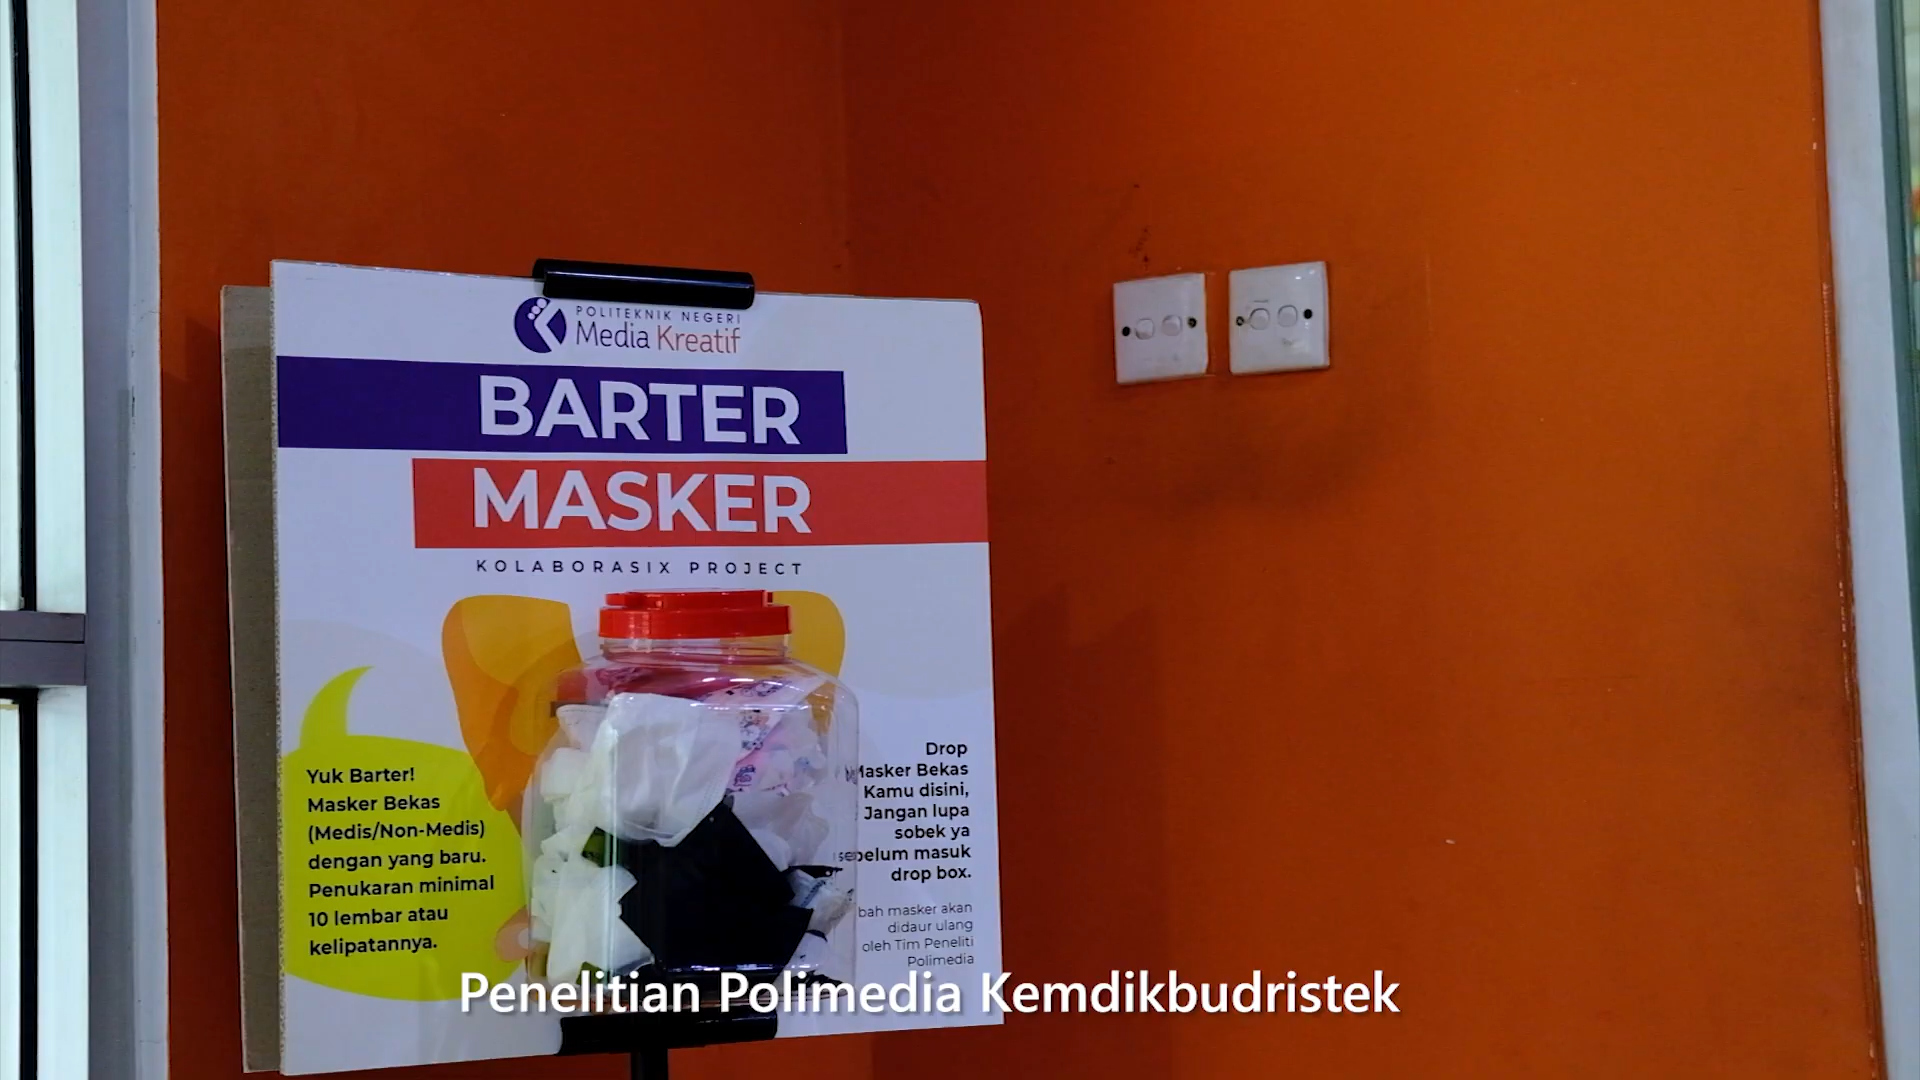 POLITEKNIK NEGERI
Media Kreatif
BARTER
MASKER
KOLABORASIX PROJECT
Yuk Barter!
Masker Bekas
(Medis/Non-Medis)
dengan yang baru.
Penukaran minimal
10 lembar atau
kelipatannya.
Drop
Masker Bekas
Kamu disini,
Jangan lupa
sobek ya
sebelum masuk
drop box.
masker akan
didaur ulang
oleh Tim Peneliti
Polimedia
Penelitian Polimedia Kemdikbudristek